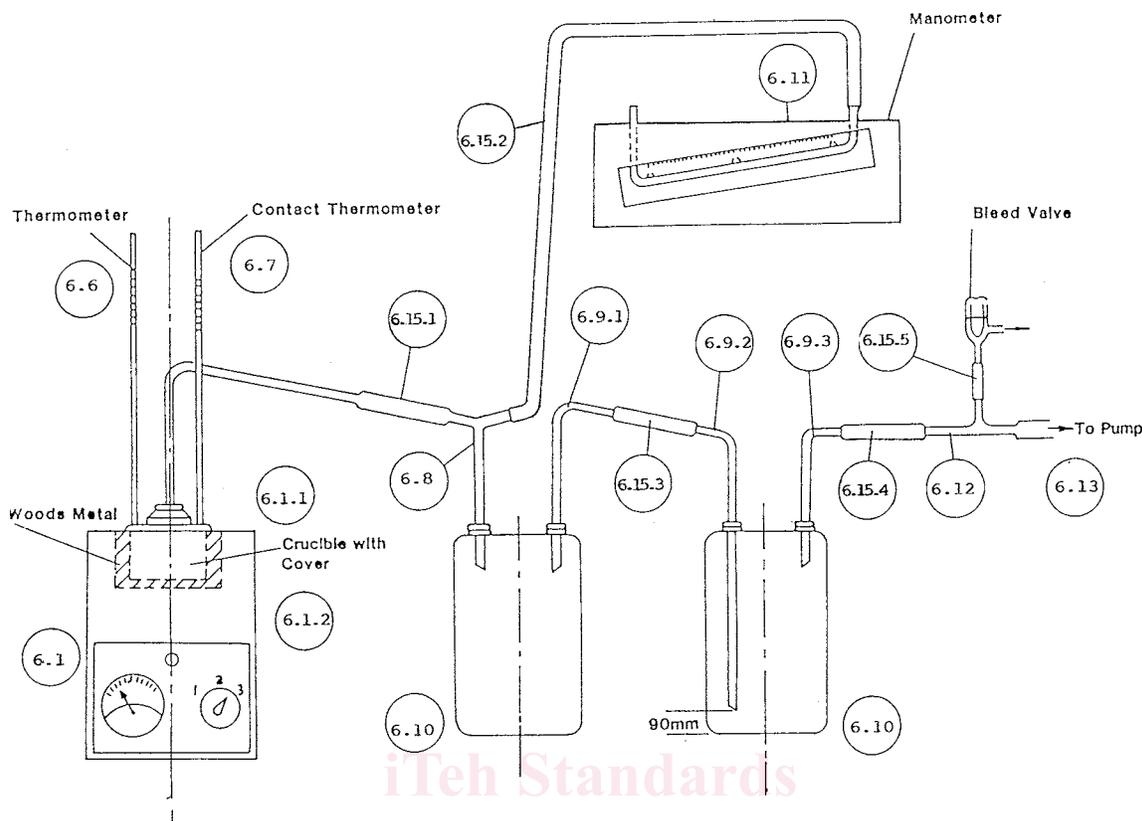 Manometer
6.11
6.15.2
Thermometer
Contact Thermometer
Bleed Valve
6.6
6.7
6.15.1
6.9.1
6.9.2
6.9.3
6.15.5
To Pump
6.8
6.15.3
6.15.4
6.12
6.13
6.1.1
Woods Metal
Crucible with
Cover
6.1.2
6.1
1 2 3
6.10
90mm
6.10
iTeh Standards